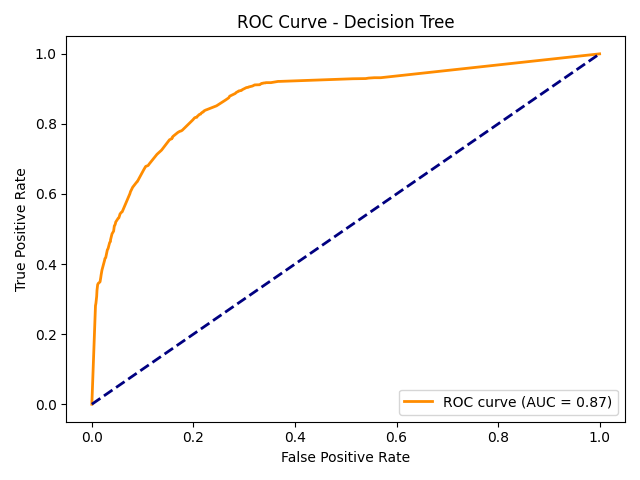 ROC Curve - Decision Tree
True Positive Rate
1.0
0.8
0.6
0.4
0.2
0.0
ROC curve (AUC = 0.87)
0.0 0.2 0.4 0.6 0.8 1.0
False Positive Rate